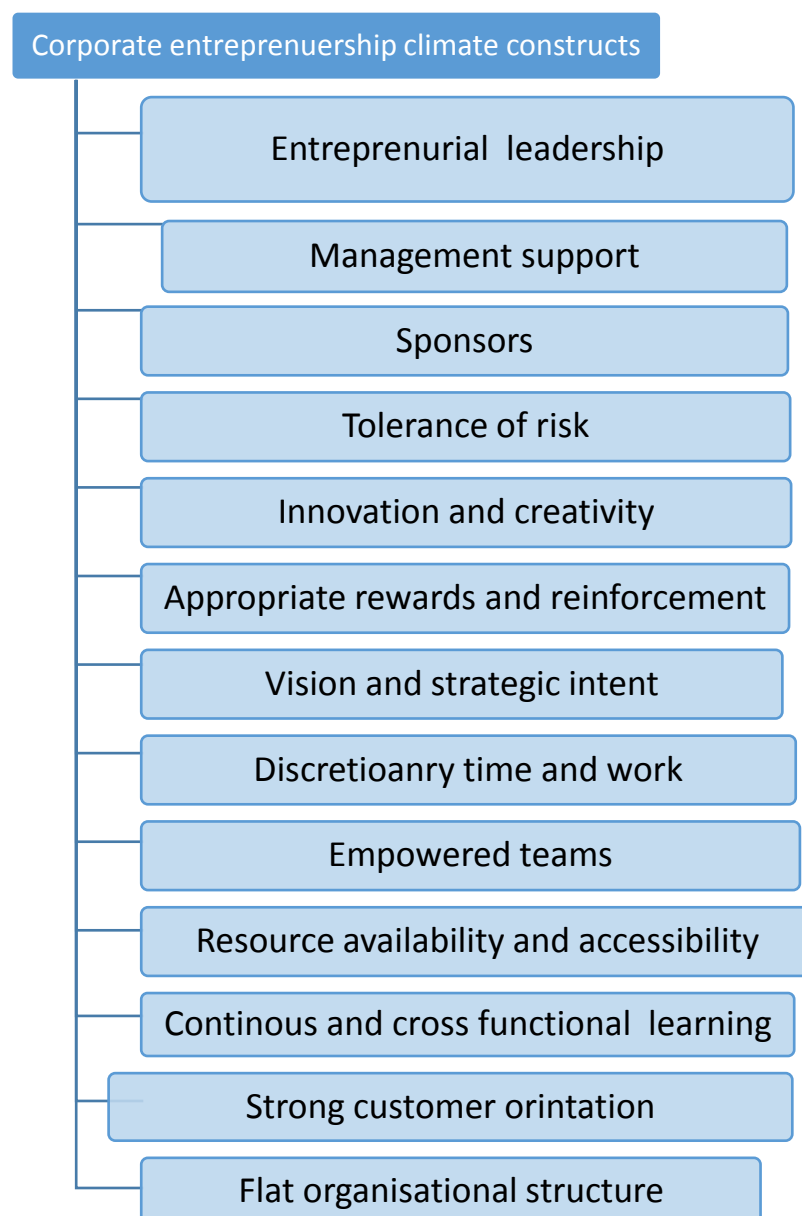 Corporate entreprenuership climate constructs
Entreprenurial leadership
Management support
Sponsors
Tolerance of risk
Innovation and creativity
Appropriate rewards and reinforcement
Vision and strategic intent
Discretioanry time and work
Empowered teams
Resource availability and accessibility
Continous and cross functional learning
Strong customer orintation
Flat organisational structure